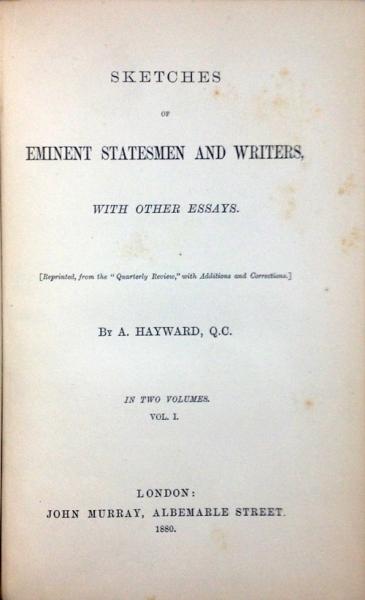 SKETCHES
OF
EMINENT STATESMEN AND WRITERS,
WITH OTHER ESSAYS.
[Reprinted, from the "Quarterly Review," with Additions and Corrections.]
BY A. HAYWARD, Q.C.
IN TWO VOLUMES.
VOL. I.
LONDON:
JOHN MURRAY, ALBEMARLE STREET.
1880.